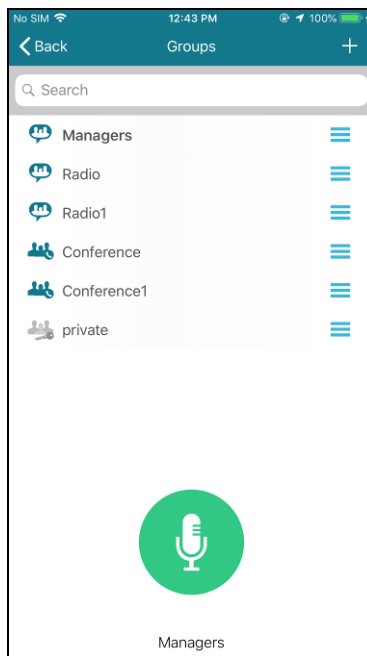 No SIM 12:43 PM 100%
Back Groups +
Search
Managers
Radio
Radio1
Conference
Conference1
private
Managers